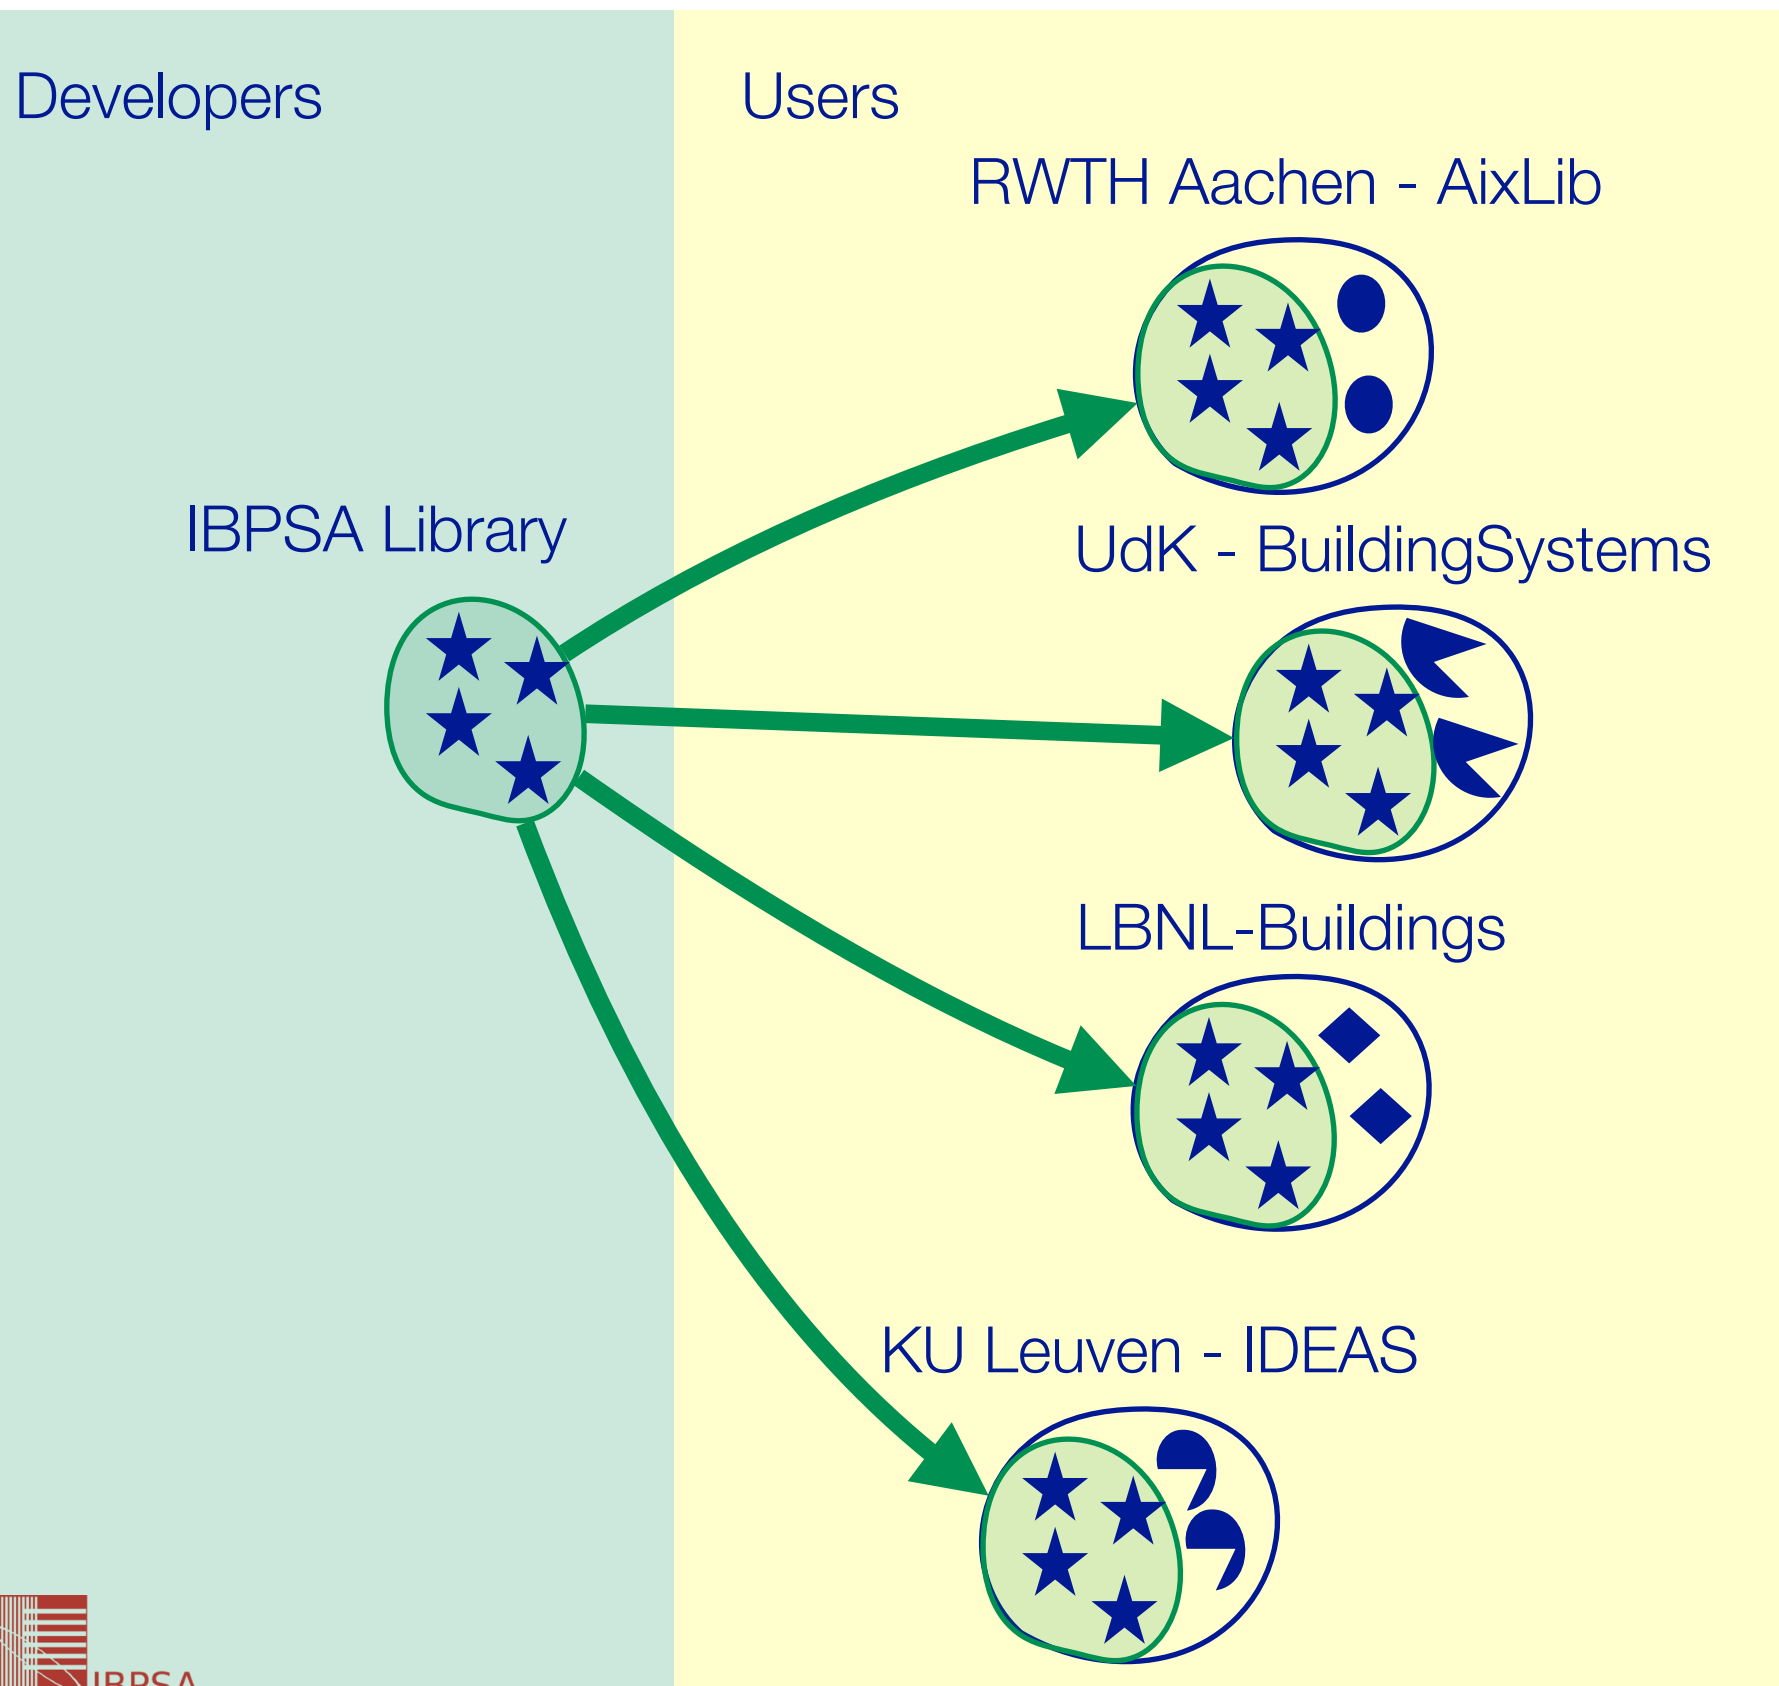 Developers
Users
RWTH Aachen - AixLib
IBPSA Library
UdK - BuildingSystems
LBNL-Buildings
KU Leuven - IDEAS
IBPSA